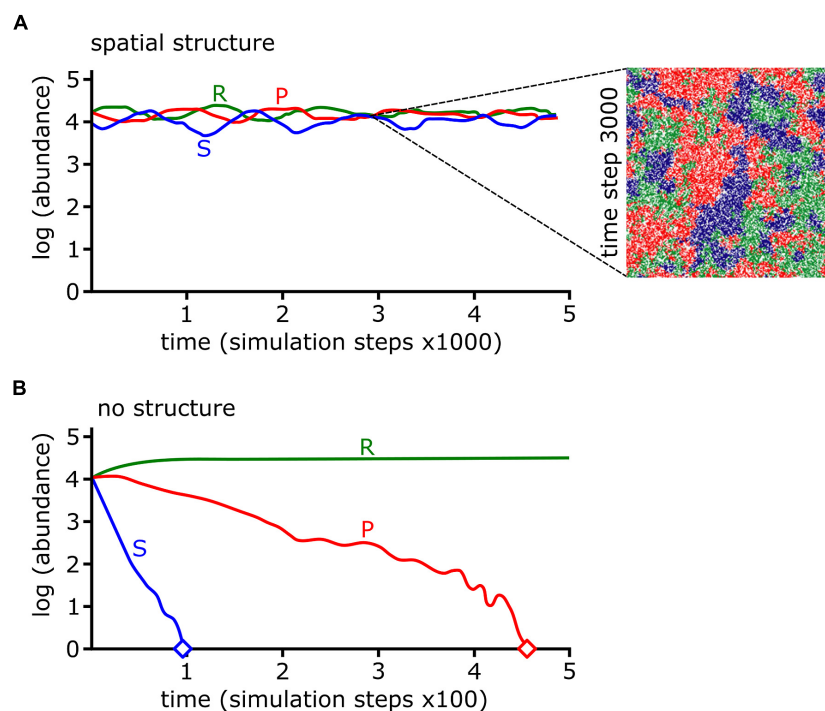 A
spatial structure
5
4
4
3
2
1
0
log (abundance)
R
P
S
1
2
3
4
5
time (simulation steps x1000)
time step 3000
B
no structure
5
4
3
2
1
0
log (abundance)
R
P
S
1
2
3
4
5
time (simulation steps x100)